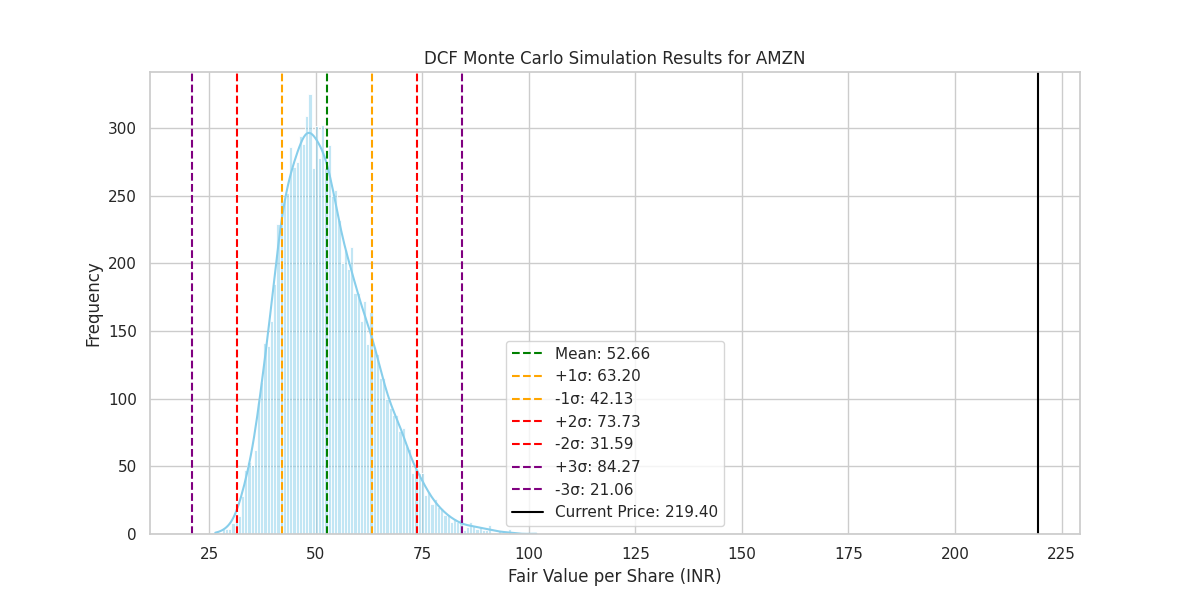 DCF Monte Carlo Simulation Results for AMZN
Frequency
300
250
200
150
100
50
0
Mean: 52.66
+1σ: 63.20
-1σ: 42.13
+2σ: 73.73
-2σ: 31.59
+3σ: 84.27
-3σ: 21.06
Current Price: 219.40
25 50 75 100 125 150 175 200 225
Fair Value per Share (INR)